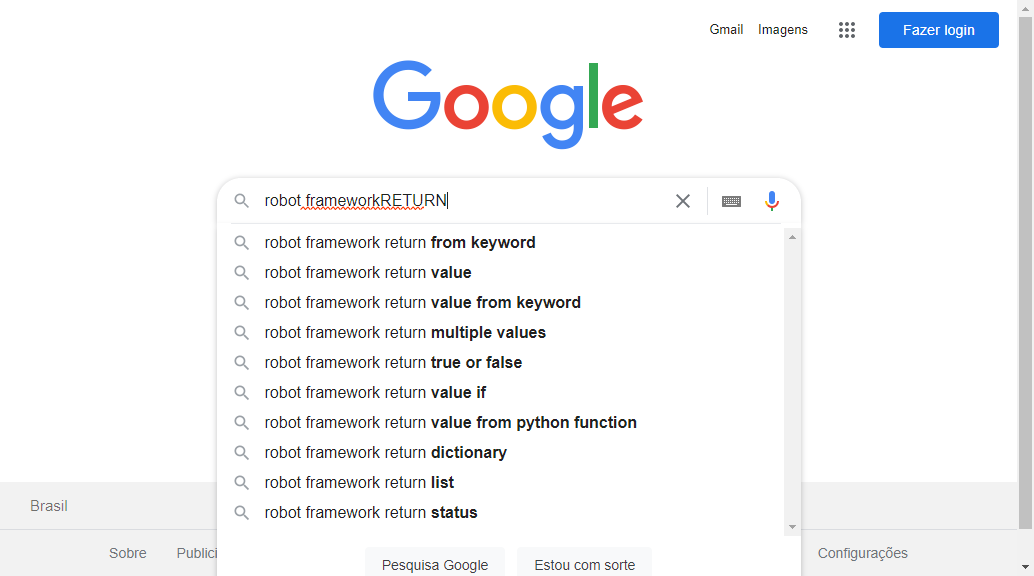 Gmail Imagens Fazer login
Google
robot frameworkRETURN
robot framework return from keyword
robot framework return value
robot framework return value from keyword
robot framework return multiple values
robot framework return true or false
robot framework return value if
robot framework return value from python function
robot framework return dictionary
robot framework return list
robot framework return status
Brasil
Sobre Publici Configurações
Pesquisa Google Estou com sorte